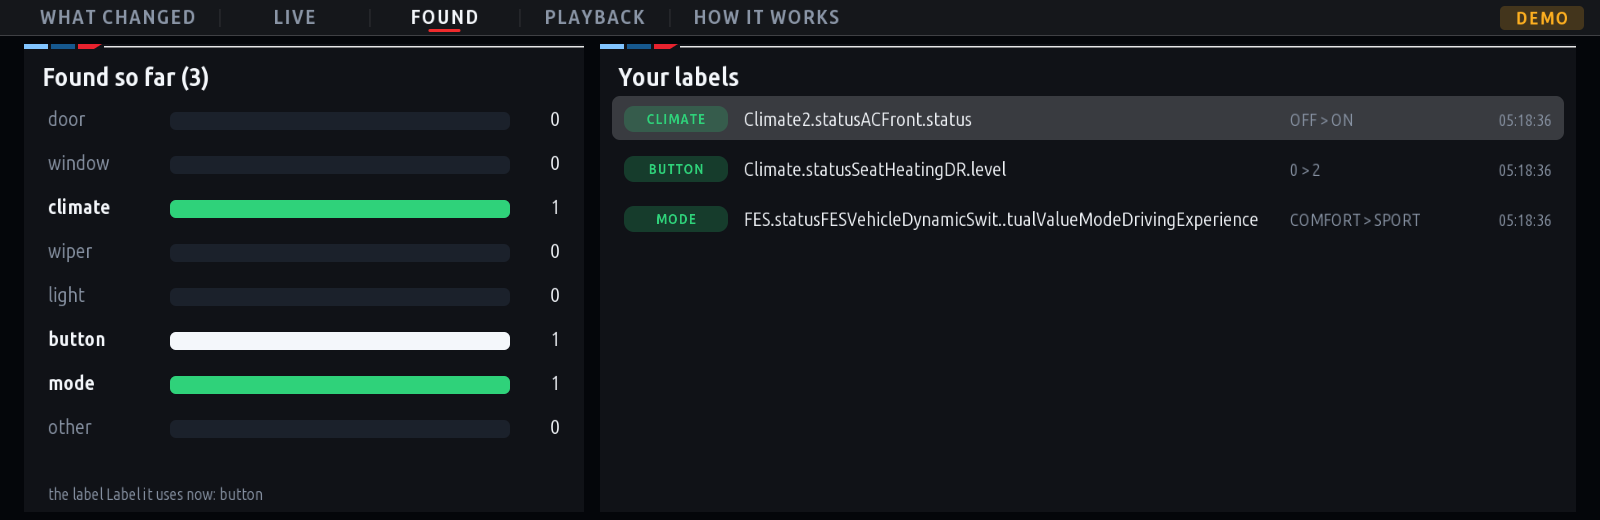 WHAT CHANGED LIVE FOUND PLAYBACK HOW IT WORKS DEMO
Found so far (3)
door 0
window 0
climate 1
wiper 0
light 0
button 1
mode 1
other 0
the label Label it uses now: button
Your labels
CLIMATE Climate2.statusACFront.status OFF > ON 05:18:36
BUTTON Climate.statusSeatHeatingDR.level 0 > 2 05:18:36
MODE FES.statusFESVehicleDynamicSwit..tualValueModeDrivingExperience COMFORT > SPORT 05:18:36